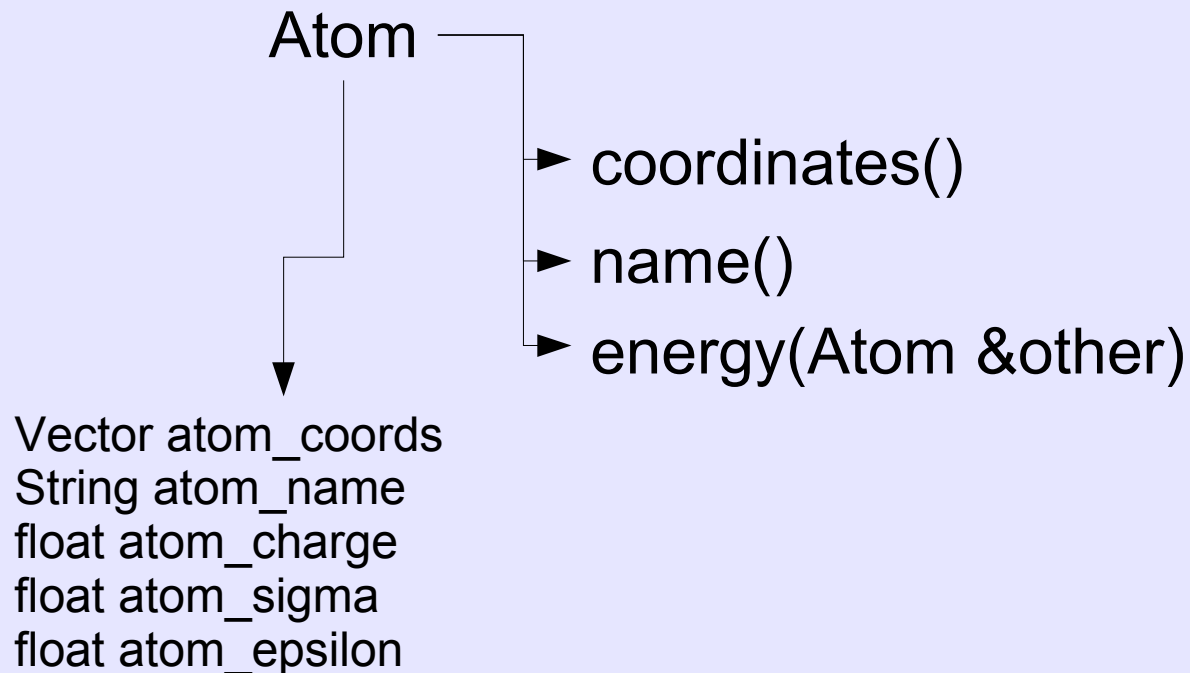 Atom
coordinates()
name()
energy(Atom &other)
Vector atom_coords
String atom_name
float atom_charge
float atom_sigma
float atom_epsilon